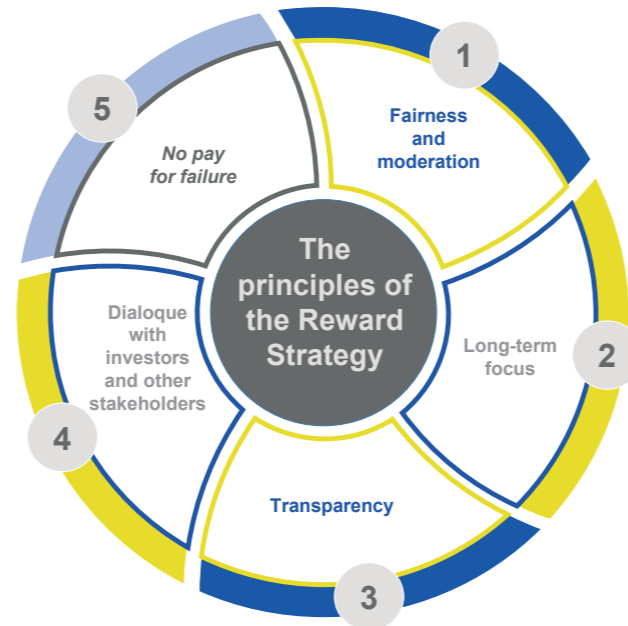 The
principles of
the Reward
Strategy
1
Fairness
and
moderation
2
Long-term
focus
3
Transparency
4
Dialoque
with
investors
and other
stakeholders
5
No pay
for failure